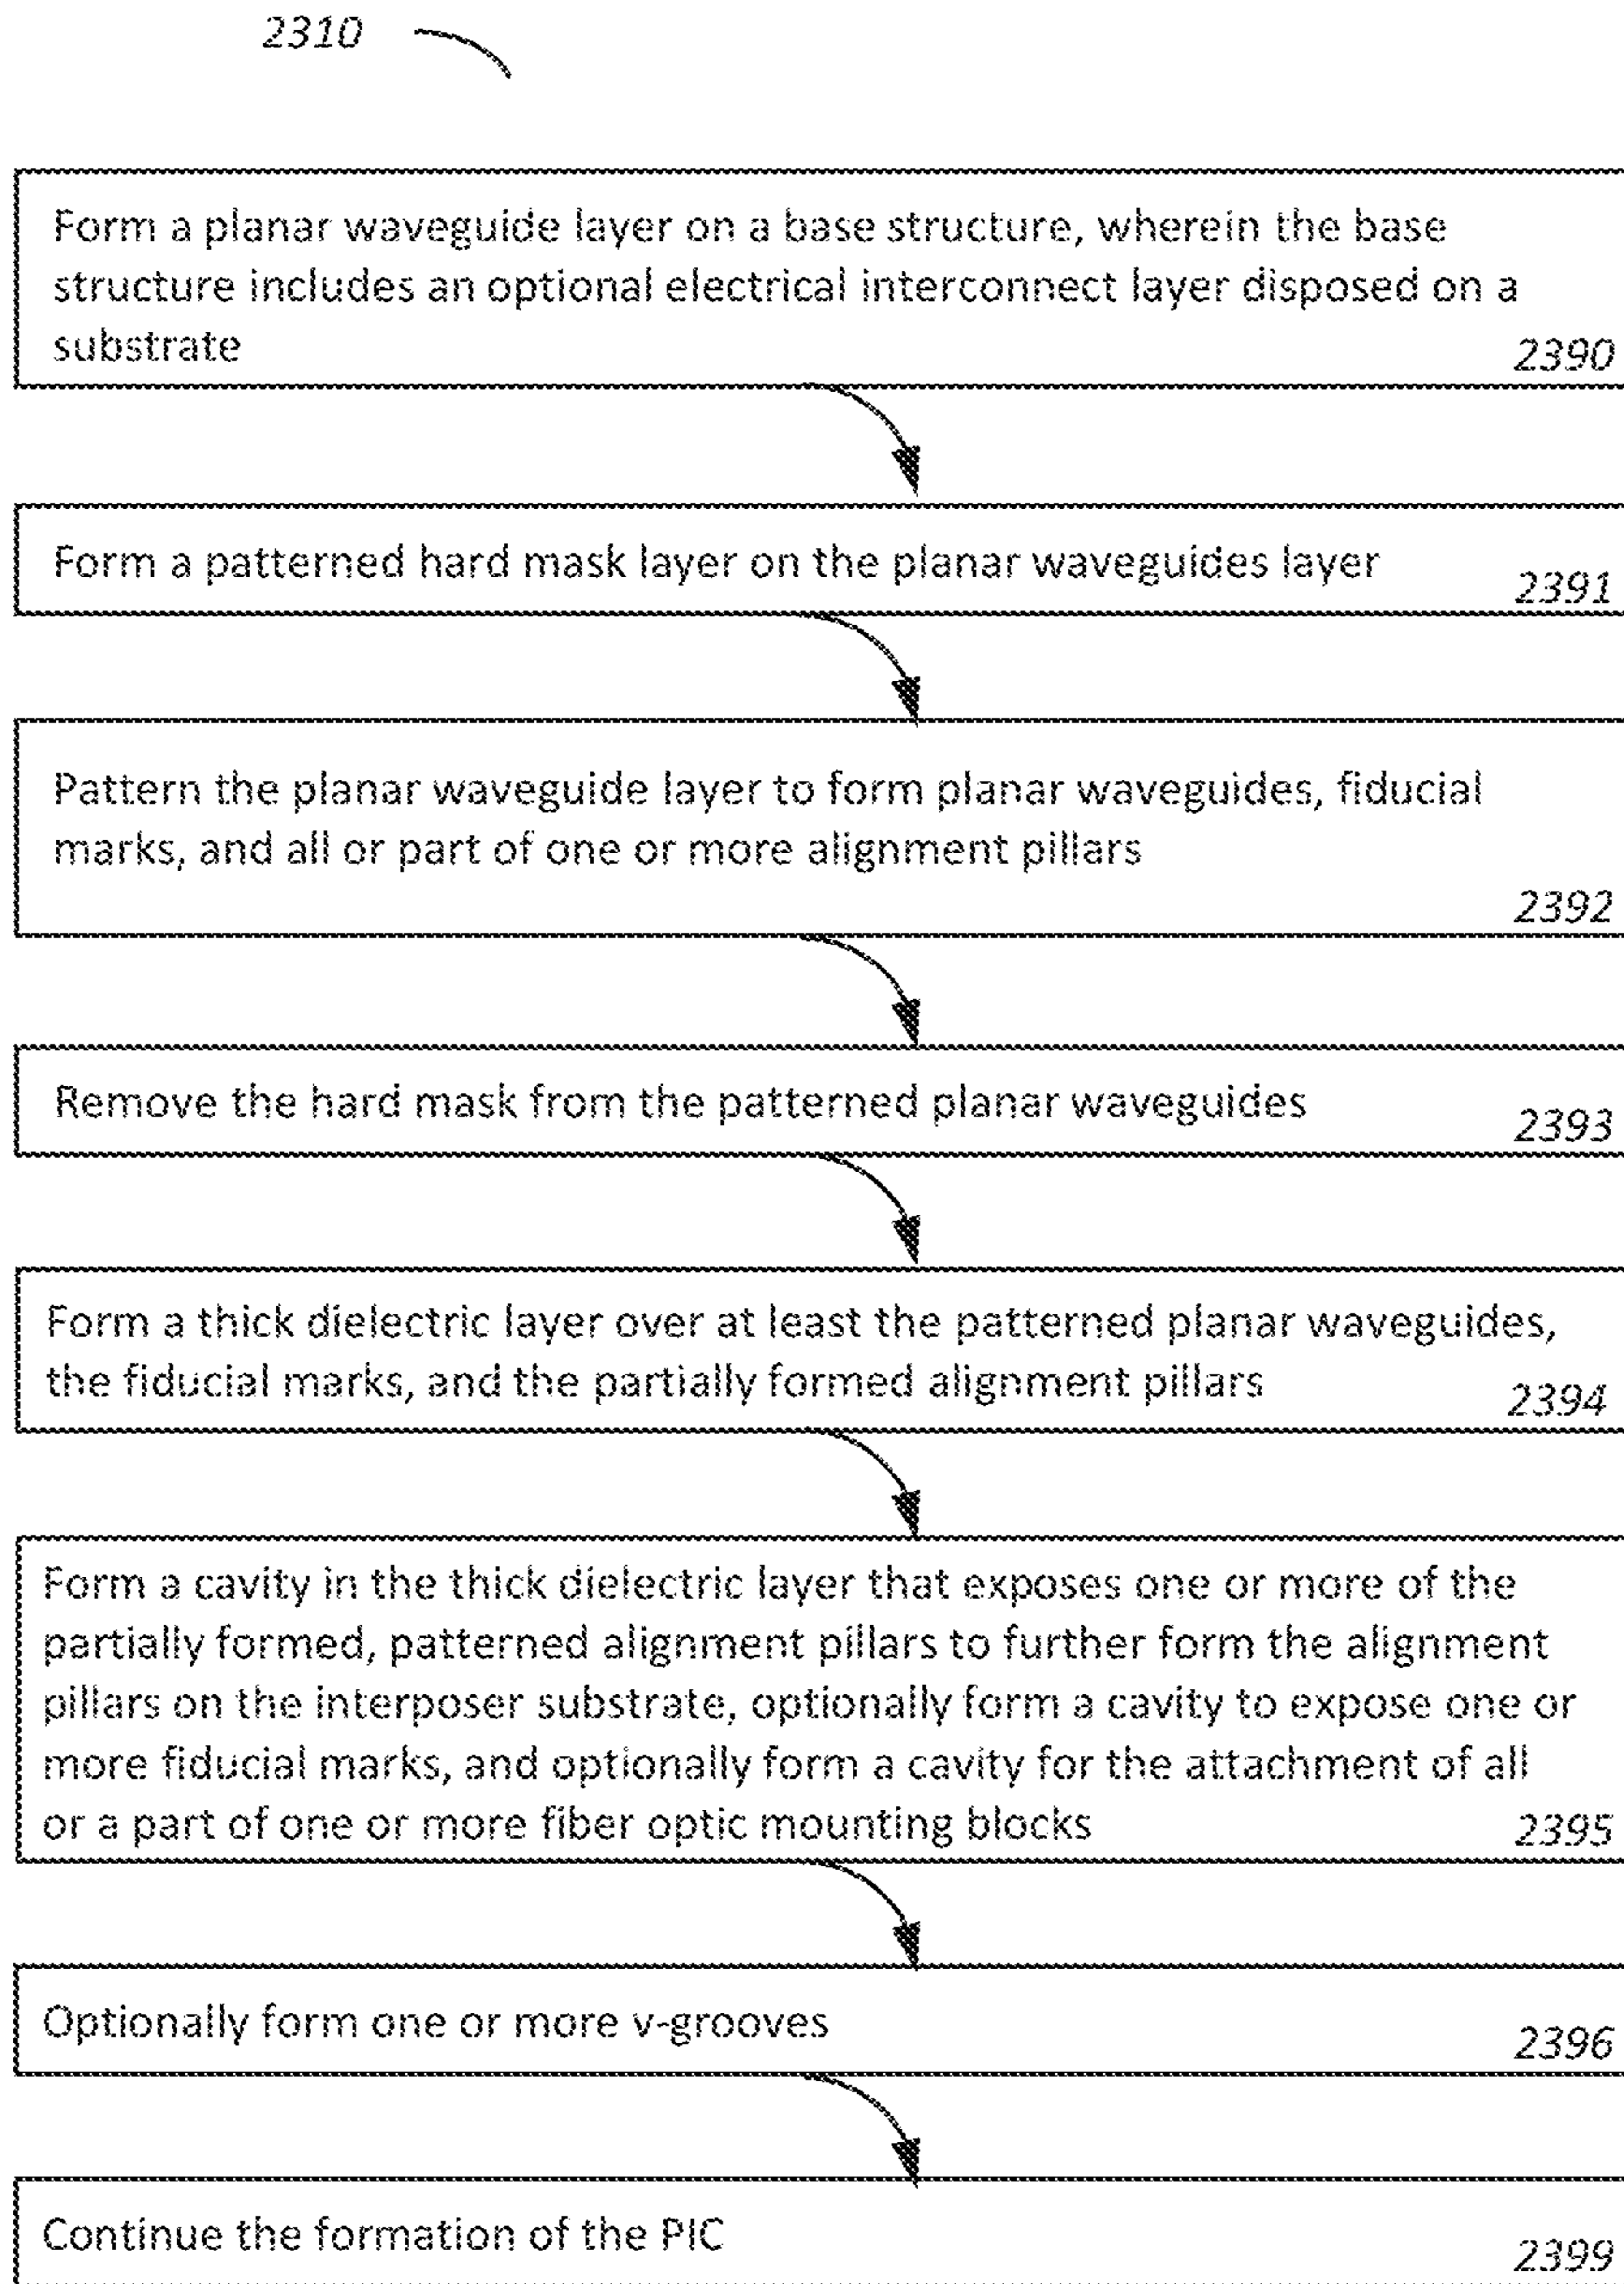 2310
Form a planar waveguide layer on a base structure, wherein the base
structure includes an optional electrical interconnect layer disposed on a
substrate
2390
Form a patterned hard mask layer on the planar waveguides layer
2391
Pattern the planar waveguide layer to form planar waveguides, fiducial
marks, and all or part of one or more alignment pillars
2392
Remove the hard mask from the patterned planar waveguides
2393
Form a thick dielectric layer over at least the patterned planar waveguides,
the fiducial marks, and the partially formed alignment pillars
2394
Form a cavity in the thick dielectric layer that exposes one or more of the
partially formed, patterned alignment pillars to further form the alignment
pillars on the interposer substrate, optionally form a cavity to expose one or
more fiducial marks, and optionally form a cavity for the attachment of all
or a part of one or more fiber optic mounting blocks
2395
Optionally form one or more v-grooves
2396
Continue the formation of the PIC
2399